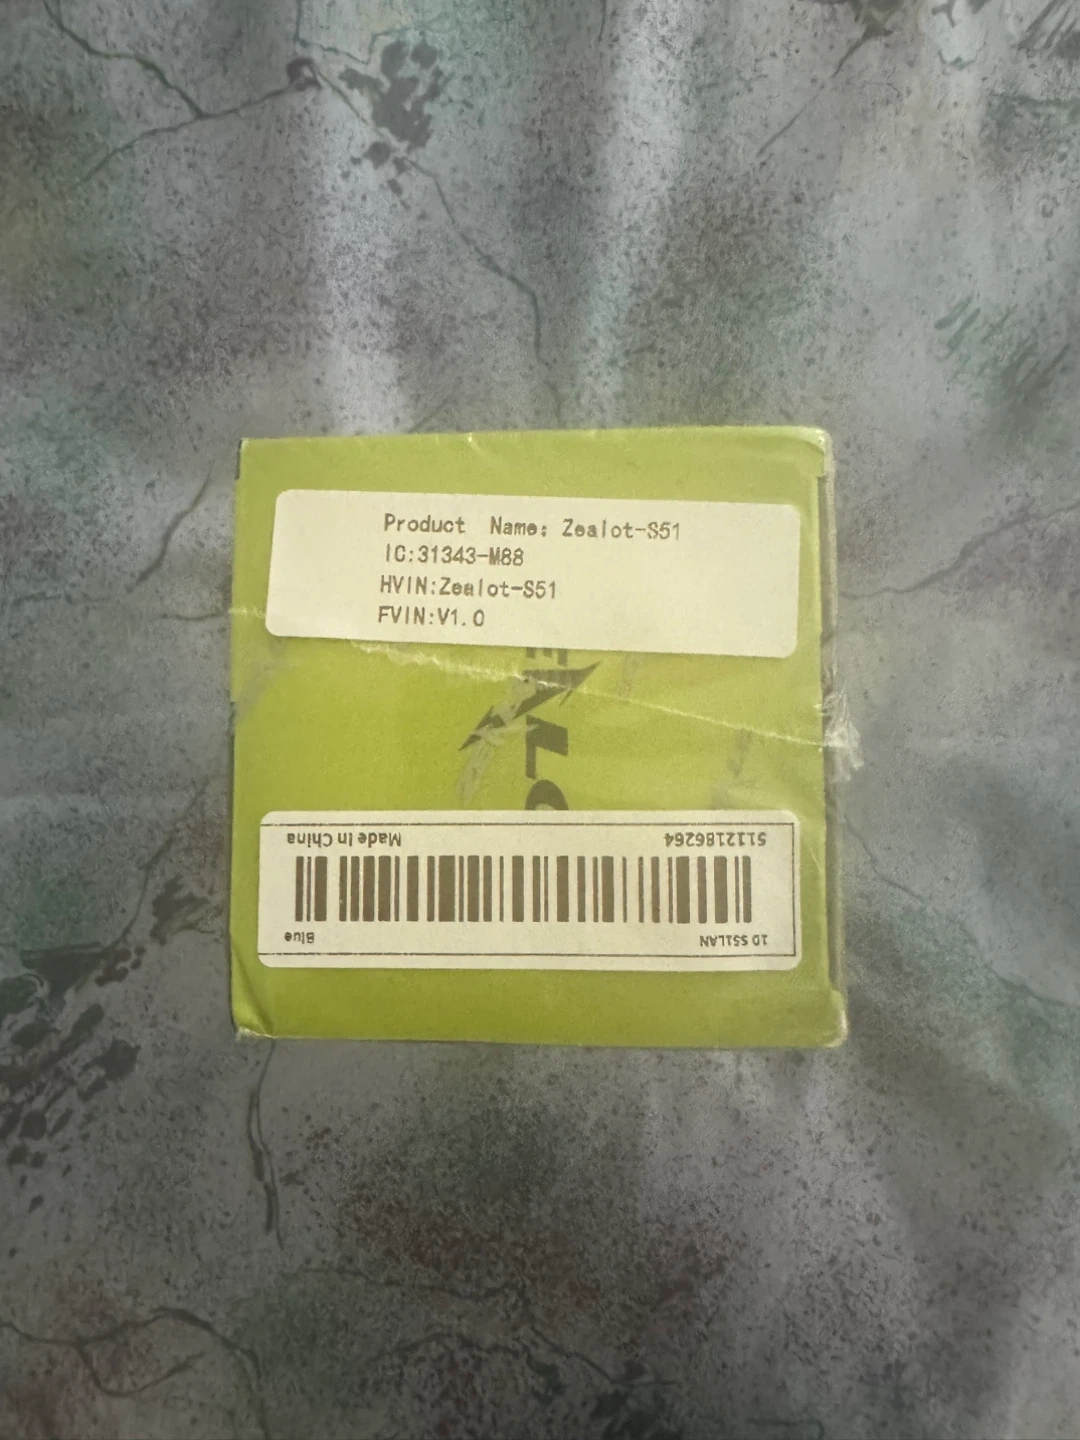 Product Name: Zealot-S51
IC:31343-M88
HVIN:Zealot-S51
FVIN:V1.0
1D S51LAN Blue
5112186264 Made In China